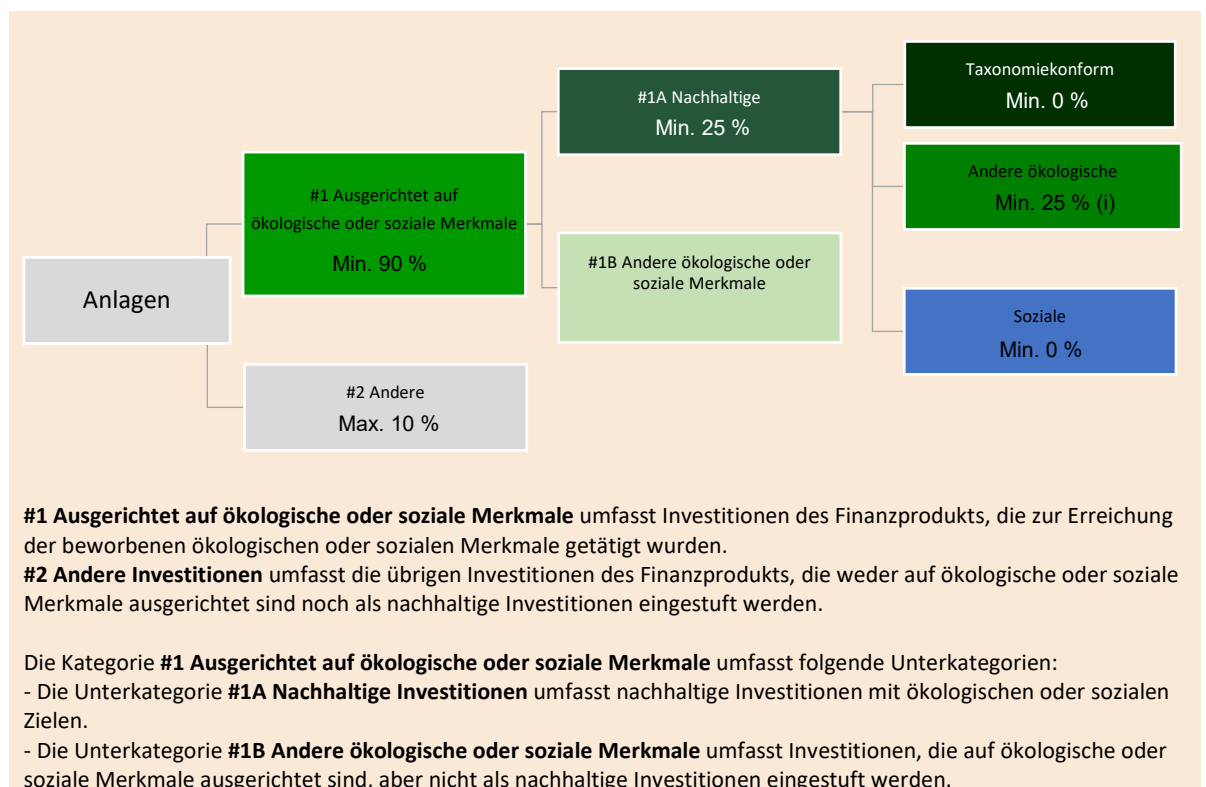 Taxonomiekonform
Min. 0 %
#1A Nachhaltige
Min. 25 %
Andere ökologische
Min. 25 % (i)
#1 Ausgerichtet auf
ökologische oder soziale Merkmale
Min. 90 %
#1B Andere ökologische oder
soziale Merkmale
Anlagen
Soziale
Min. 0 %
#2 Andere
Max. 10 %
#1 Ausgerichtet auf ökologische oder soziale Merkmale umfasst Investitionen des Finanzprodukts, die zur Erreichung
der beworbenen ökologischen oder sozialen Merkmale getätigt wurden.
#2 Andere Investitionen umfasst die übrigen Investitionen des Finanzprodukts, die weder auf ökologische oder soziale
Merkmale ausgerichtet sind noch als nachhaltige Investitionen eingestuft werden.
Die Kategorie #1 Ausgerichtet auf ökologische oder soziale Merkmale umfasst folgende Unterkategorien:
- Die Unterkategorie #1A Nachhaltige Investitionen umfasst nachhaltige Investitionen mit ökologischen oder sozialen
Zielen.
- Die Unterkategorie #1B Andere ökologische oder soziale Merkmale umfasst Investitionen, die auf ökologische oder
soziale Merkmale ausgerichtet sind, aber nicht als nachhaltige Investitionen eingestuft werden.